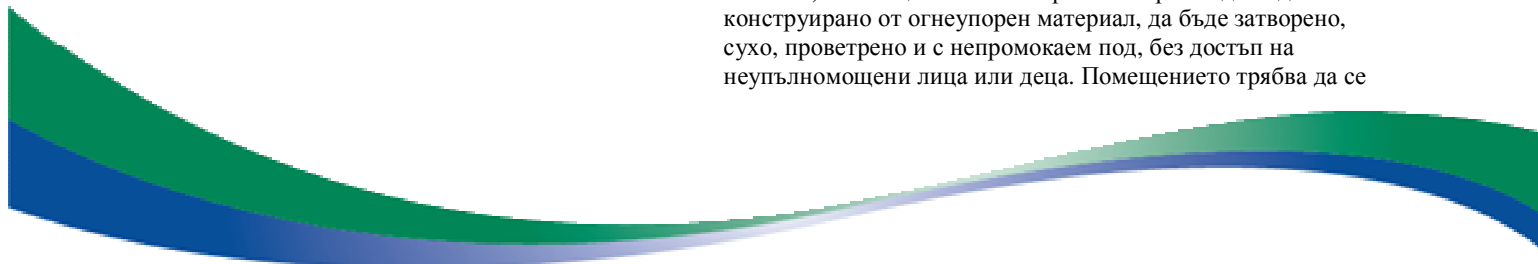 конструирано от огнеупорен материал, да бъде затворено,
сухо, проветрено и с непромокаем под, без достъп на
неупълномощени лица или деца. Помещението трябва да се